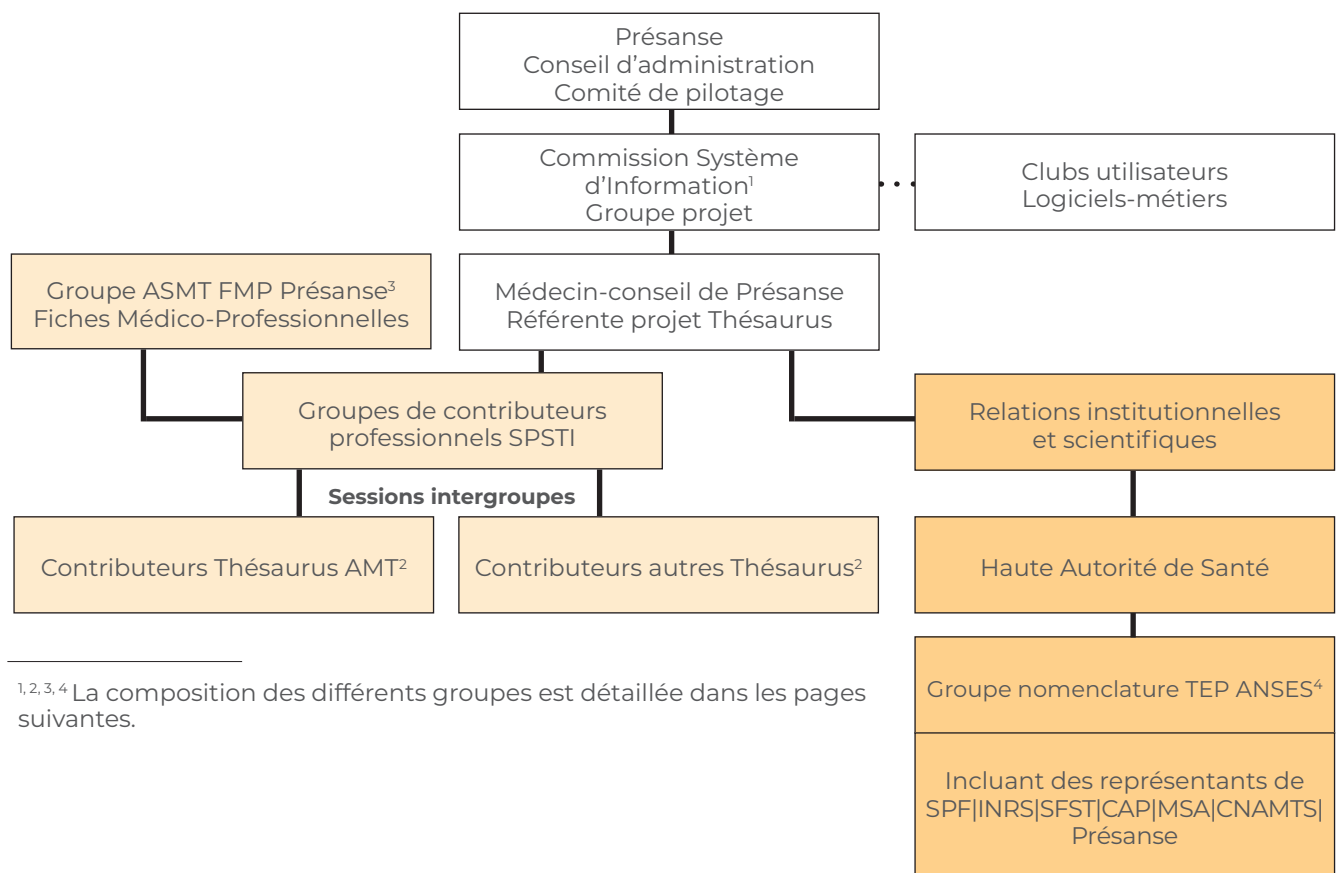 Présanse
Conseil d'administration
Comité de pilotage
Commission Système
d'Information¹
Groupe projet
Clubs utilisateurs
Logiciels-métiers
Groupe ASMT FMP Présanse³
Fiches Médico-Professionnelles
Médecin-conseil de Présanse
Référente projet Thésaurus
Groupes de contributeurs
professionnels SPSTI
Relations institutionnelles
et scientifiques
Sessions intergroupes
Contributeurs Thésaurus AMT²
Contributeurs autres Thésaurus²
Haute Autorité de Santé
Groupe nomenclature TEP ANSES⁴
Incluant des représentants de
SPF|INRS|SFST|CAP|MSA|CNAMTS|
Présanse
¹, ², ³, ⁴ La composition des différents groupes est détaillée dans les pages
suivantes.